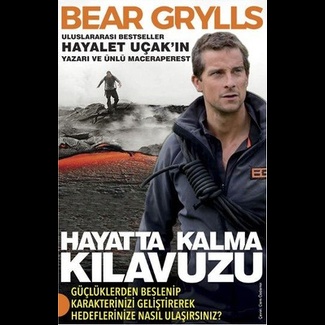 BEAR GRYLLS
ULUSLARARASI BESTSELLER
HAYALET UÇAK'IN
YAZARI VE ÜNLÜ MACERAPEREST
HAYATTA KALMA
KILAVUZU
GÜÇLÜKLERDEN BESLENİP
KARAKTERİNİZİ GELİŞTİREREK
HEDEFLERİNİZE NASIL ULAŞIRSINIZ?